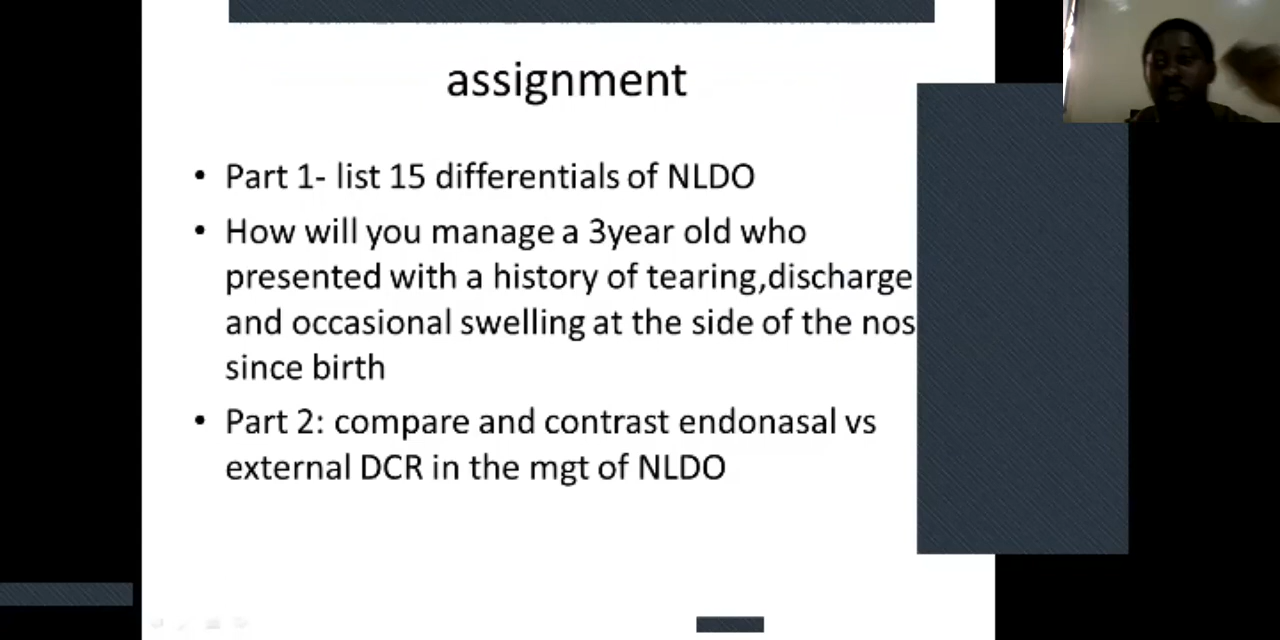 assignment
• Part 1- list 15 differentials of NLDO
• How will you manage a 3year old who
presented with a history of tearing,discharge
and occasional swelling at the side of the nos
since birth
• Part 2: compare and contrast endonasal vs
external DCR in the mgt of NLDO